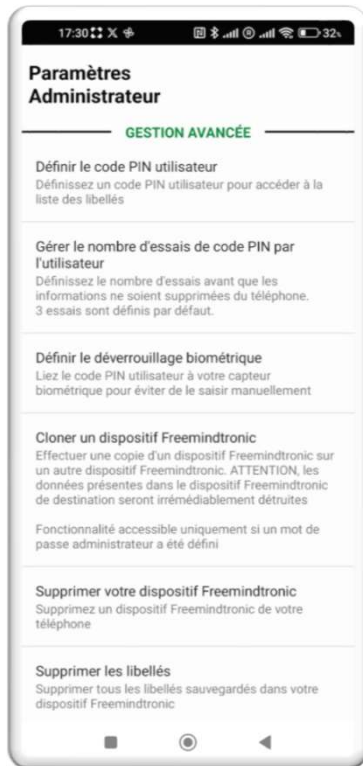 17:30 32%
Paramètres
Administrateur
GESTION AVANCÉE
Définir le code PIN utilisateur
Définissez un code PIN utilisateur pour accéder à la
liste des libellés
Gérer le nombre d'essais de code PIN par
l'utilisateur
Définissez le nombre d'essais avant que les
informations ne soient supprimées du téléphone.
3 essais sont définis par défaut.
Définir le déverrouillage biométrique
Liez le code PIN utilisateur à votre capteur
biométrique pour éviter de le saisir manuellement
Cloner un dispositif Freemindtronic
Effectuer une copie d'un dispositif Freemindtronic sur
un autre dispositif Freemindtronic. ATTENTION, les
données présentes dans le dispositif Freemindtronic
de destination seront irrémédiablement détruites
Fonctionnalité accessible uniquement si un mot de
passe administrateur a été défini
Supprimer votre dispositif Freemindtronic
Supprimez un dispositif Freemindtronic de votre
téléphone
Supprimer les libellés
Supprimer tous les libellés sauvegardés dans votre
dispositif Freemindtronic